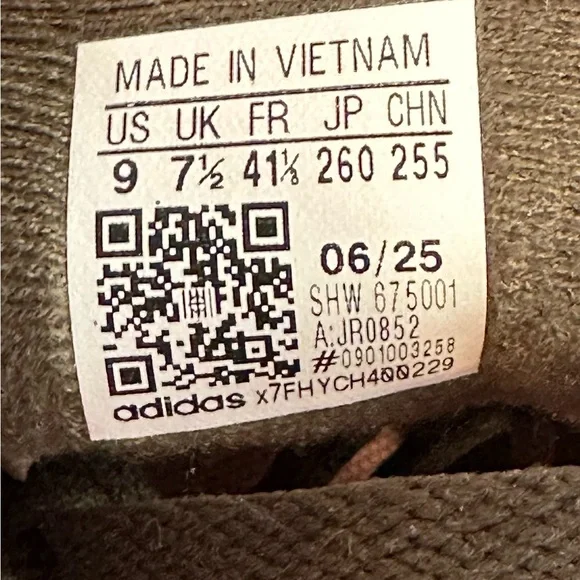 MADE IN VIETNAM
US UK FR JP CHN
9 7½ 41⅓ 260 255
06/25
SHW 675001
A:JR0852
#0901003258
adidas x7FHYCH400229